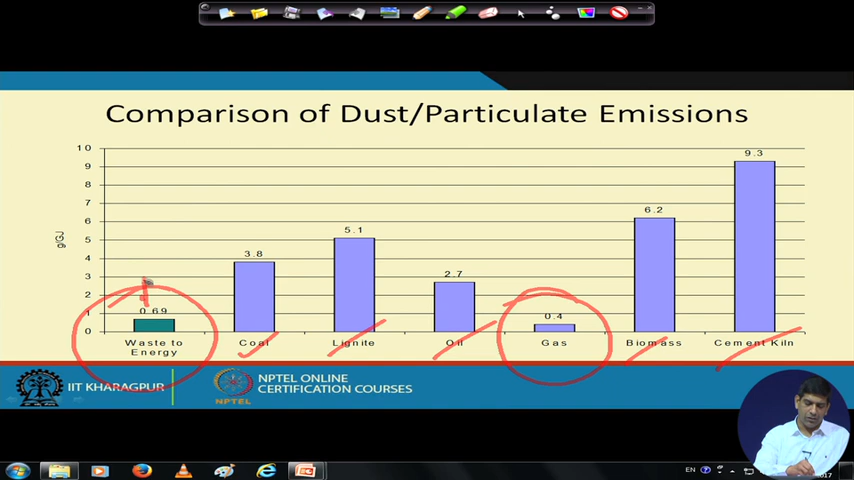 Comparison of Dust/Particulate Emissions
10
9
8
7
6
5
4
3
2
1
0
g/GJ
0.69
3.8
5.1
2.7
0.4
6.2
9.3
Waste to
Energy
Coal
Lignite
Oil
Gas
Biomass
Cement Kiln
IIT KHARAGPUR
NPTEL
NPTEL ONLINE
CERTIFICATION COURSES
EN